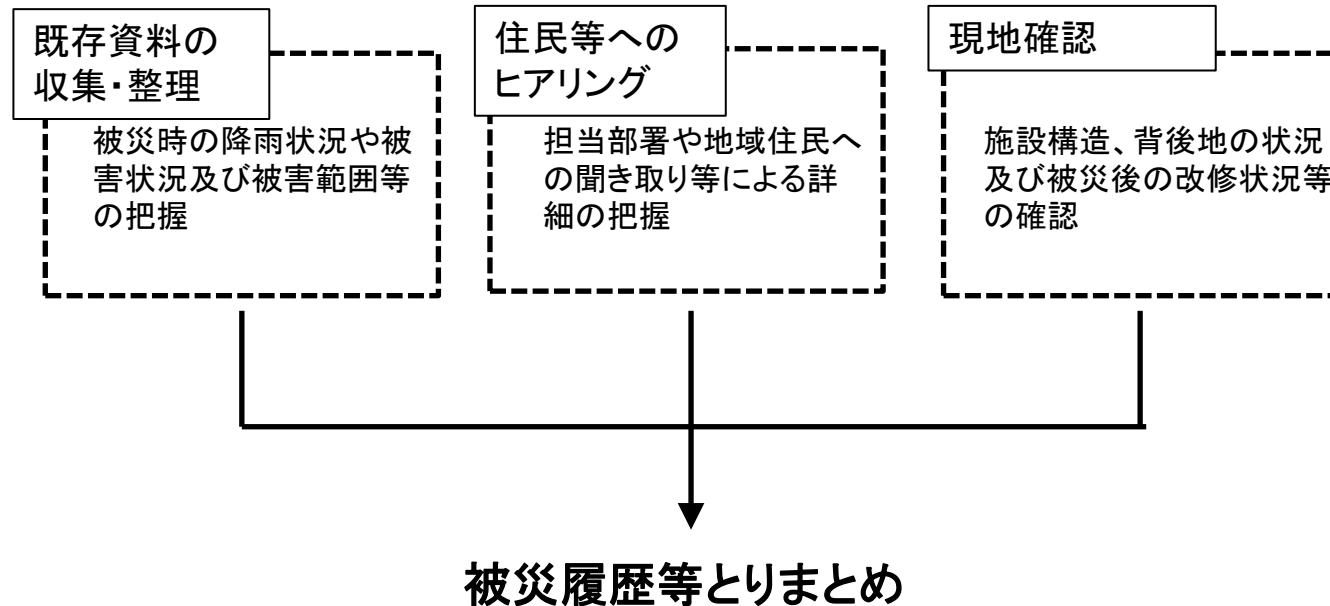 既存資料の
収集・整理
被災時の降雨状況や被
害状況及び被害範囲等
の把握
住民等への
ヒアリング
担当部署や地域住民へ
の聞き取り等による詳
細の把握
現地確認
施設構造、背後地の状況
及び被災後の改修状況等
の確認
被災履歴等とりまとめ